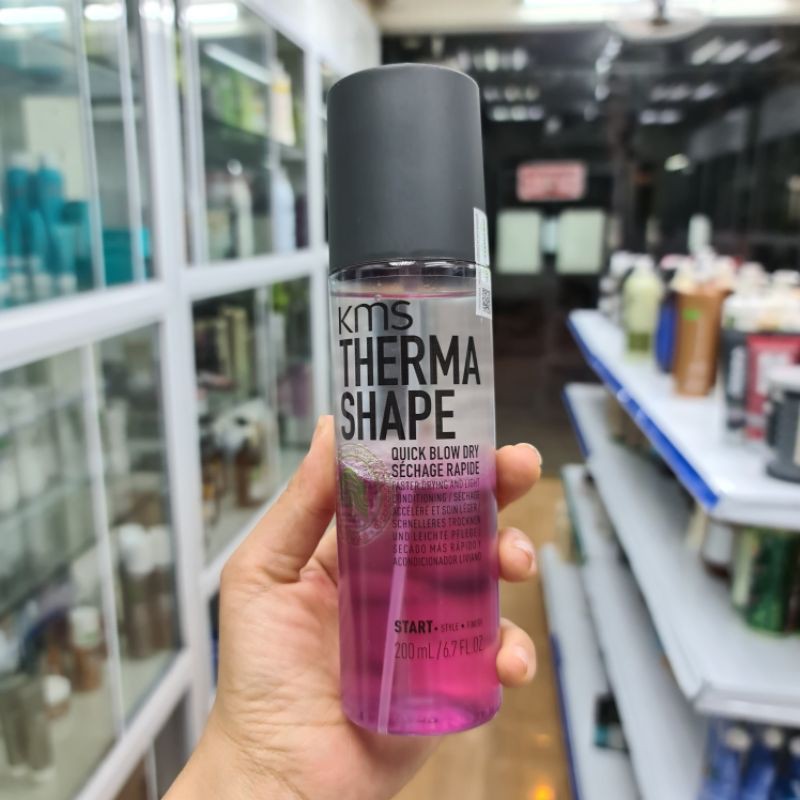 kms
THERMA
SHAPE
QUICK BLOW DRY
SÉCHAGE RAPIDE
FASTER DRYING AND LIGHT
CONDITIONING / SÉCHAGE
ACCÉLÉRÉ ET SOIN LÉGER /
SCHNELLERES TROCKNEN
UND LEICHTE PFLEGE /
SECADO MÁS RÁPIDO Y
ACONDICIONADOR LIVIANO
START • STYLE • FINISH
200 mL/6.7 FL.OZ